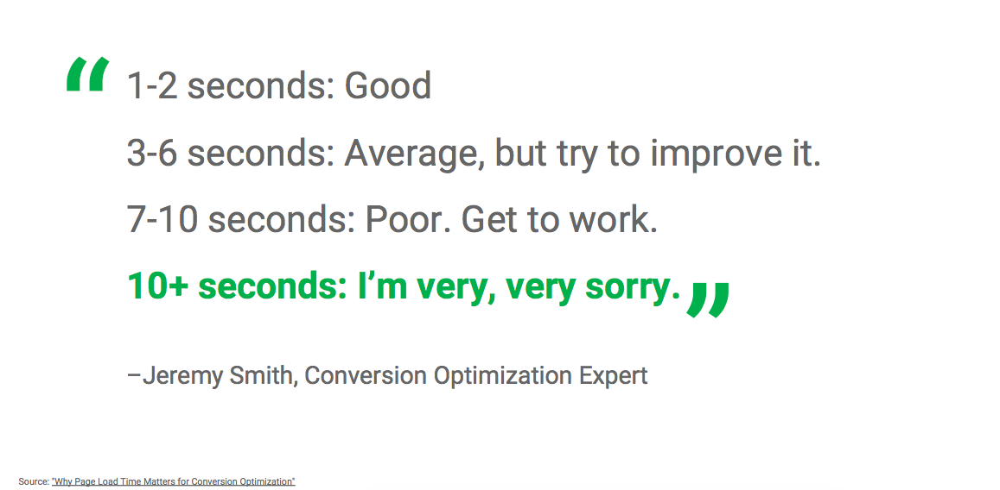 “ 1-2 seconds: Good
3-6 seconds: Average, but try to improve it.
7-10 seconds: Poor. Get to work.
10+ seconds: I’m very, very sorry. ”
–Jeremy Smith, Conversion Optimization Expert
Source: "Why Page Load Time Matters for Conversion Optimization"